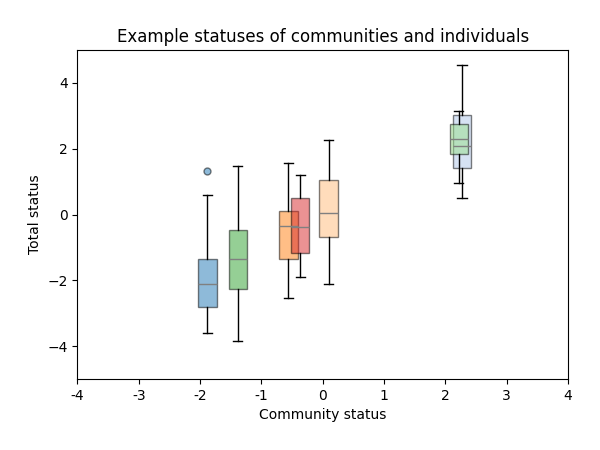 Example statuses of communities and individuals
Total status
4
2
0
−2
−4
-4 -3 -2 -1 0 1 2 3 4
Community status